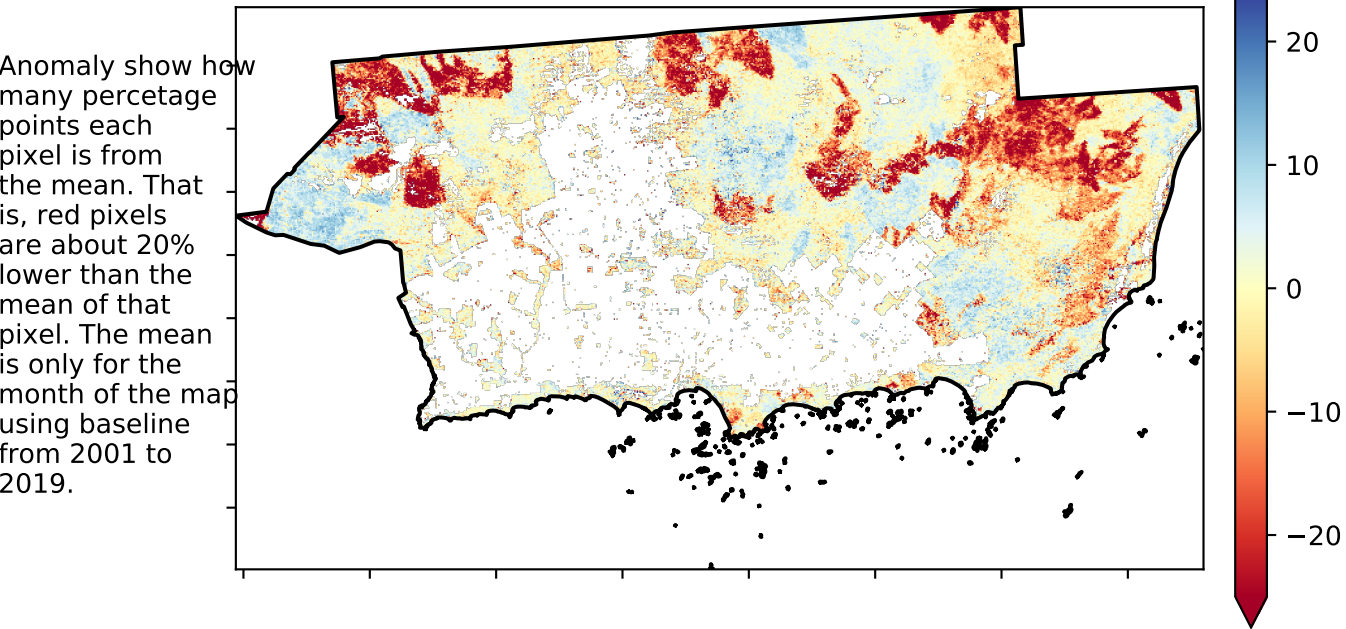 Anomaly show how
many percetage
points each
pixel is from
the mean. That
is, red pixels
are about 20%
lower than the
mean of that
pixel. The mean
is only for the
month of the map
using baseline
from 2001 to
2019.
20
10
0
−10
−20